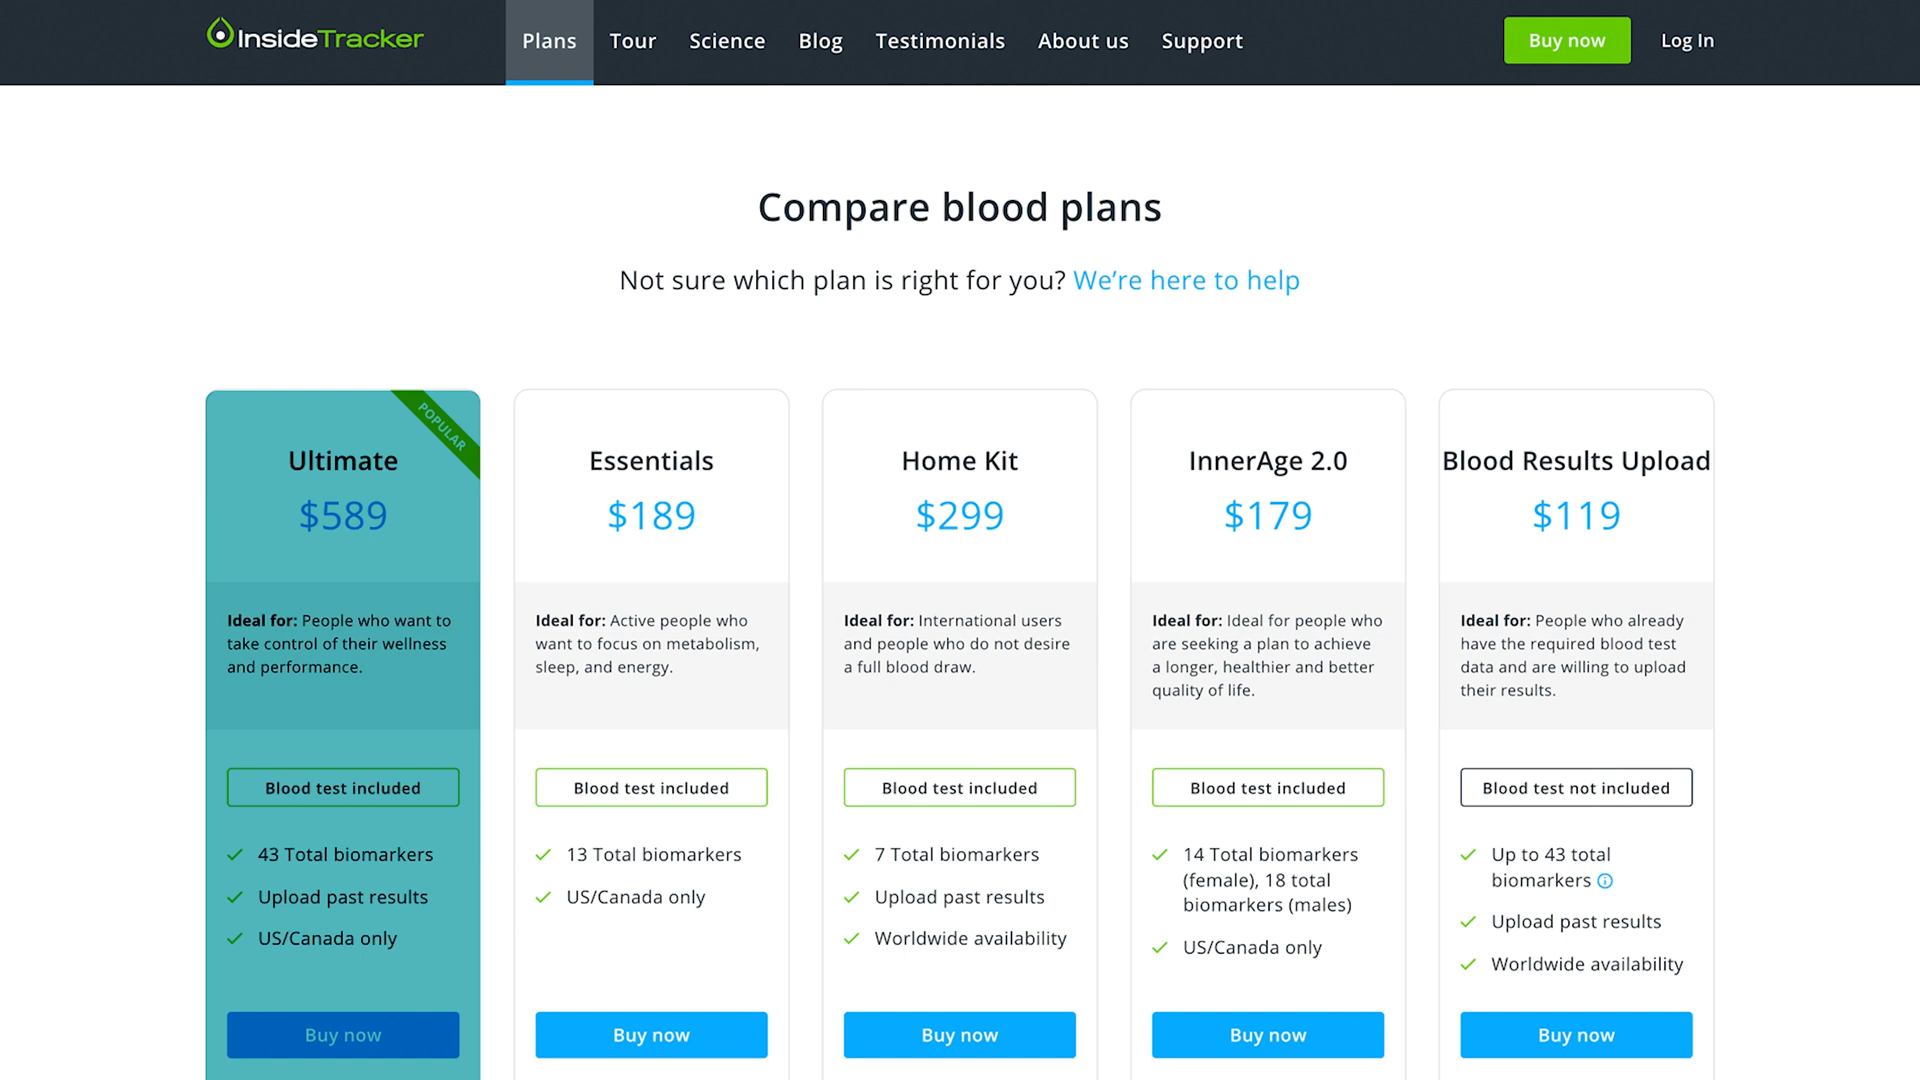 InsideTracker
Plans Tour Science Blog Testimonials About us Support
Buy now Log In
Compare blood plans
Not sure which plan is right for you? We're here to help
POPULAR
Ultimate
$589
Ideal for: People who want to
take control of their wellness
and performance.
Blood test included
43 Total biomarkers
Upload past results
US/Canada only
Buy now
Essentials
$189
Ideal for: Active people who
want to focus on metabolism,
sleep, and energy.
Blood test included
13 Total biomarkers
US/Canada only
Buy now
Home Kit
$299
Ideal for: International users
and people who do not desire
a full blood draw.
Blood test included
7 Total biomarkers
Upload past results
Worldwide availability
Buy now
InnerAge 2.0
$179
Ideal for: Ideal for people who
are seeking a plan to achieve
a longer, healthier and better
quality of life.
Blood test included
14 Total biomarkers
(female), 18 total
biomarkers (males)
US/Canada only
Buy now
Blood Results Upload
$119
Ideal for: People who already
have the required blood test
data and are willing to upload
their results.
Blood test not included
Up to 43 total
biomarkers
Upload past results
Worldwide availability
Buy now